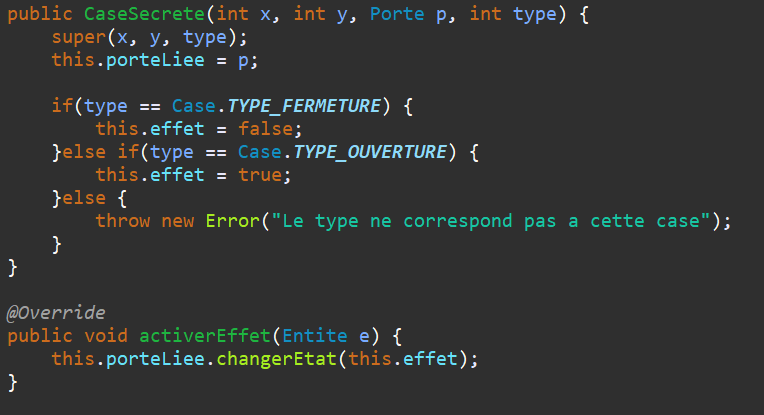 public CaseSecrete(int x, int y, Porte p, int type) {
    super(x, y, type);
    this.porteLiee = p;

    if(type == Case.TYPE_FERMETURE) {
        this.effet = false;
    }else if(type == Case.TYPE_OUVERTURE) {
        this.effet = true;
    }else {
        throw new Error("Le type ne correspond pas a cette case");
    }
}

@Override
public void activerEffet(Entite e) {
    this.porteLiee.changerEtat(this.effet);
}